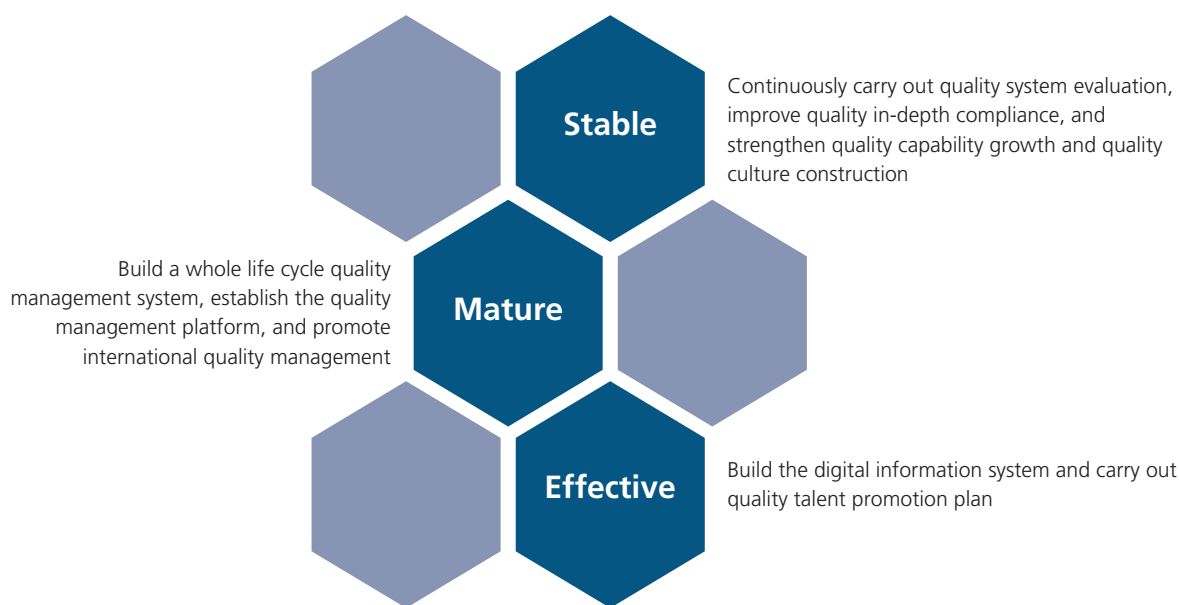 Stable
Continuously carry out quality system evaluation,
improve quality in-depth compliance, and
strengthen quality capability growth and quality
culture construction
Build a whole life cycle quality
management system, establish the quality
management platform, and promote
international quality management
Mature
Effective
Build the digital information system and carry out
quality talent promotion plan